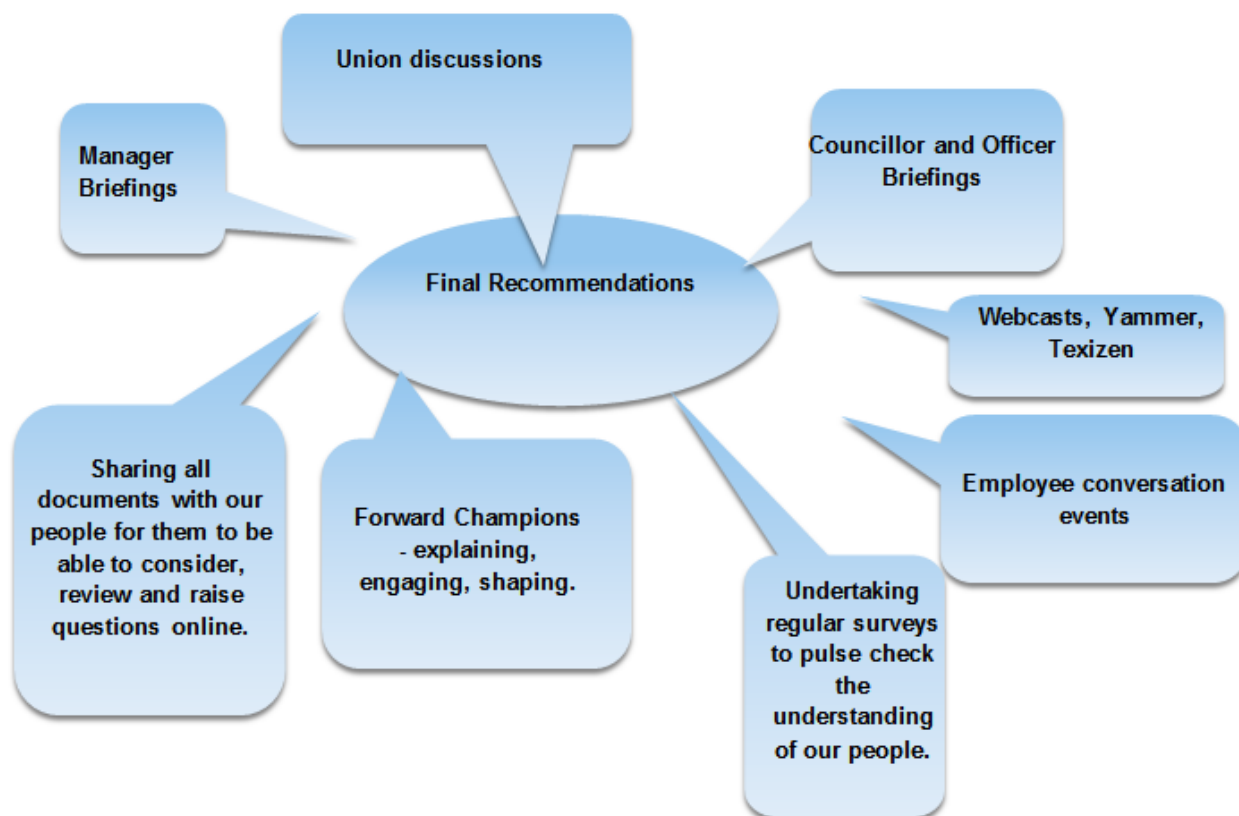 Union discussions
Manager
Briefings
Councillor and Officer
Briefings
Final Recommendations
Webcasts, Yammer,
Texizen
Sharing all
documents with our
people for them to be
able to consider,
review and raise
questions online.
Forward Champions
- explaining,
engaging, shaping.
Employee conversation
events
Undertaking
regular surveys
to pulse check
the
understanding
of our people.